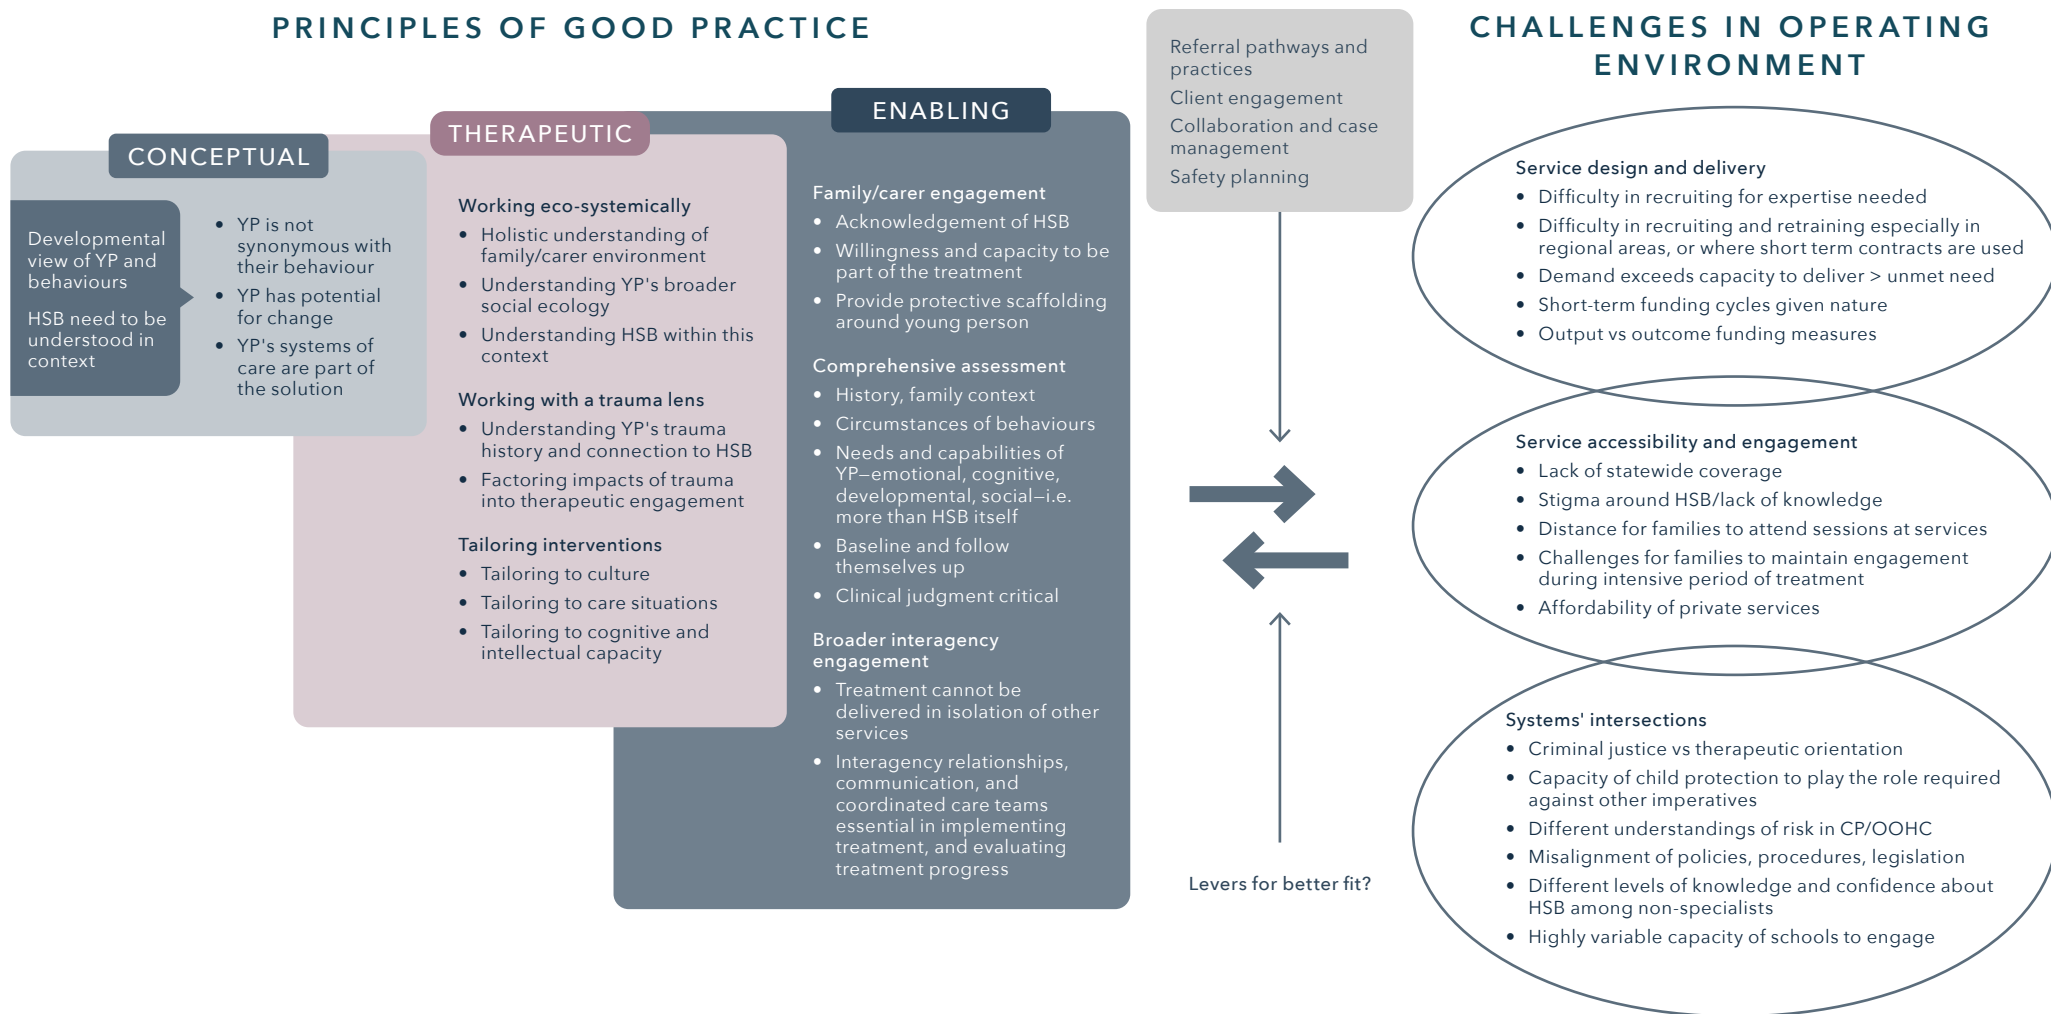 PRINCIPLES OF GOOD PRACTICE
CONCEPTUAL
Developmental
view of YP and
behaviours
HSB need to be
understood in
context
• YP is not
synonymous with
their behaviour
• YP has potential
for change
• YP's systems of
care are part of
the solution
THERAPEUTIC
Working eco-systemically
• Holistic understanding of
family/carer environment
• Understanding YP's broader
social ecology
• Understanding HSB within this
context
Working with a trauma lens
• Understanding YP's trauma
history and connection to HSB
• Factoring impacts of trauma
into therapeutic engagement
Tailoring interventions
• Tailoring to culture
• Tailoring to care situations
• Tailoring to cognitive and
intellectual capacity
ENABLING
Family/carer engagement
• Acknowledgement of HSB
• Willingness and capacity to be
part of the treatment
• Provide protective scaffolding
around young person
Comprehensive assessment
• History, family context
• Circumstances of behaviours
• Needs and capabilities of
YP—emotional, cognitive,
developmental, social—i.e.
more than HSB itself
• Baseline and follow
themselves up
• Clinical judgment critical
Broader interagency
engagement
• Treatment cannot be
delivered in isolation of other
services
• Interagency relationships,
communication, and
coordinated care teams
essential in implementing
treatment, and evaluating
treatment progress
Referral pathways and
practices
Client engagement
Collaboration and case
management
Safety planning
Levers for better fit?
CHALLENGES IN OPERATING
ENVIRONMENT
Service design and delivery
• Difficulty in recruiting for expertise needed
• Difficulty in recruiting and retraining especially in
regional areas, or where short term contracts are used
• Demand exceeds capacity to deliver > unmet need
• Short-term funding cycles given nature
• Output vs outcome funding measures
Service accessibility and engagement
• Lack of statewide coverage
• Stigma around HSB/lack of knowledge
• Distance for families to attend sessions at services
• Challenges for families to maintain engagement
during intensive period of treatment
• Affordability of private services
Systems' intersections
• Criminal justice vs therapeutic orientation
• Capacity of child protection to play the role required
against other imperatives
• Different understandings of risk in CP/OOHC
• Misalignment of policies, procedures, legislation
• Different levels of knowledge and confidence about
HSB among non-specialists
• Highly variable capacity of schools to engage